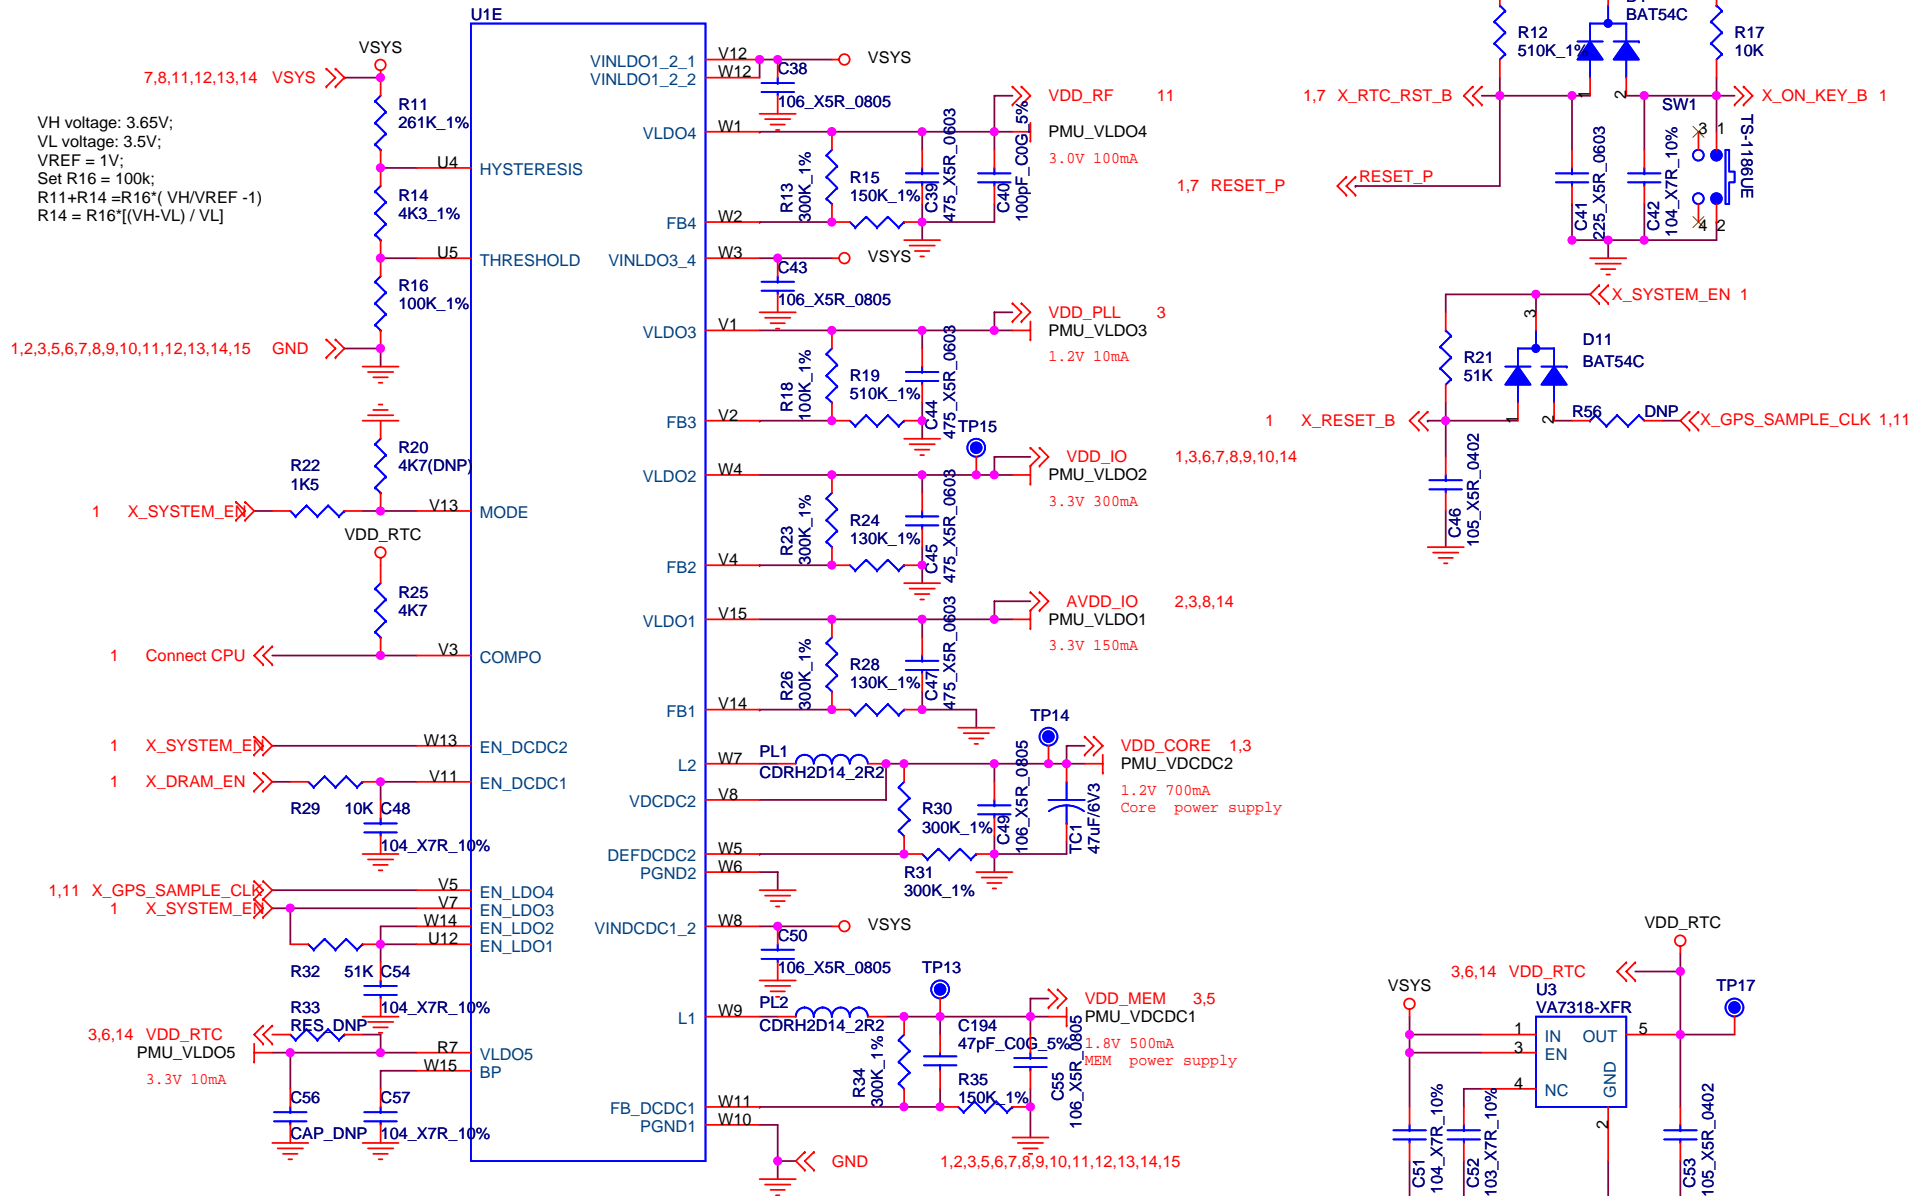 U1E
VSYS
7,8,11,12,13,14 VSYS
VH voltage: 3.65V;
VL voltage: 3.5V;
VREF = 1V;
Set R16 = 100k;
R11+R14 =R16*( VH/VREF -1)
R14 = R16*[(VH-VL) / VL]
R11
261K_1%
U4
HYSTERESIS
R14
4K3_1%
U5
THRESHOLD
R16
100K_1%
1,2,3,5,6,7,8,9,10,11,12,13,14,15 GND
R20
4K7(DNP)
R22
1K5
1 X_SYSTEM_EN
V13
MODE
VDD_RTC
R25
4K7
1 Connect CPU
V3
COMPO
1 X_SYSTEM_EN
W13
EN_DCDC2
1 X_DRAM_EN
V11
EN_DCDC1
R29 10K
C48
104_X7R_10%
1,11 X_GPS_SAMPLE_CLK
V5
EN_LDO4
1 X_SYSTEM_EN
V7
EN_LDO3
W14
EN_LDO2
U12
EN_LDO1
R32 51K
C54
104_X7R_10%
R33
RES_DNP
3,6,14 VDD_RTC
PMU_VLDO5
3.3V 10mA
R7
VLDO5
W15
BP
C56
CAP_DNP
C57
104_X7R_10%
VINLDO1_2_1
V12
VINLDO1_2_2
W12
VSYS
C38
106_X5R_0805
VDD_RF 11
VLDO4
W1
PMU_VLDO4
3.0V 100mA
R13
300K_1%
R15
150K_1%
C39
475_X5R_0603
C40
100pF_C0G_5%
FB4
W2
VINLDO3_4
W3
VSYS
C43
106_X5R_0805
VDD_PLL 3
VLDO3
V1
PMU_VLDO3
1.2V 10mA
R18
100K_1%
R19
510K_1%
C44
475_X5R_0603
FB3
V2
TP15
VDD_IO 1,3,6,7,8,9,10,14
VLDO2
W4
PMU_VLDO2
3.3V 300mA
R23
300K_1%
R24
130K_1%
C45
475_X5R_0603
FB2
V4
AVDD_IO 2,3,8,14
VLDO1
V15
PMU_VLDO1
3.3V 150mA
R26
300K_1%
R28
130K_1%
C47
475_X5R_0603
FB1
V14
TP14
VDD_CORE 1,3
L2
W7
PL1
CDRH2D14_2R2
PMU_VDCDC2
1.2V 700mA
Core power supply
VDCDC2
V8
R30
300K_1%
C49
106_X5R_0805
TC1
47uF/6V3
DEFDCDC2
W5
PGND2
W6
R31
300K_1%
VINDCDC1_2
W8
VSYS
C50
106_X5R_0805
TP13
VDD_MEM 3,5
L1
W9
PL2
CDRH2D14_2R2
PMU_VDCDC1
1.8V 500mA
MEM power supply
R34
300K_1%
C194
47pF_C0G_5%
R35
150K_1%
C55
106_X5R_0805
FB_DCDC1
W11
PGND1
W10
GND 1,2,3,5,6,7,8,9,10,11,12,13,14,15
BAT54C
R12
510K_1%
R17
10K
1,7 X_RTC_RST_B
1
2
X_ON_KEY_B 1
SW1
3
1
TS-1186UE
1,7 RESET_P
RESET_P
C41
225_X5R_0603
C42
104_X7R_10%
4
2
X_SYSTEM_EN 1
3
D11
BAT54C
R21
51K
1 X_RESET_B
1
2
R56 DNP
X_GPS_SAMPLE_CLK 1,11
C46
105_X5R_0402
VDD_RTC
3,6,14 VDD_RTC
VSYS
U3
VA7318-XFR
TP17
1
IN
OUT
5
3
EN
4
NC
GND
2
C51
104_X7R_10%
C52
103_X7R_10%
C53
105_X5R_0402